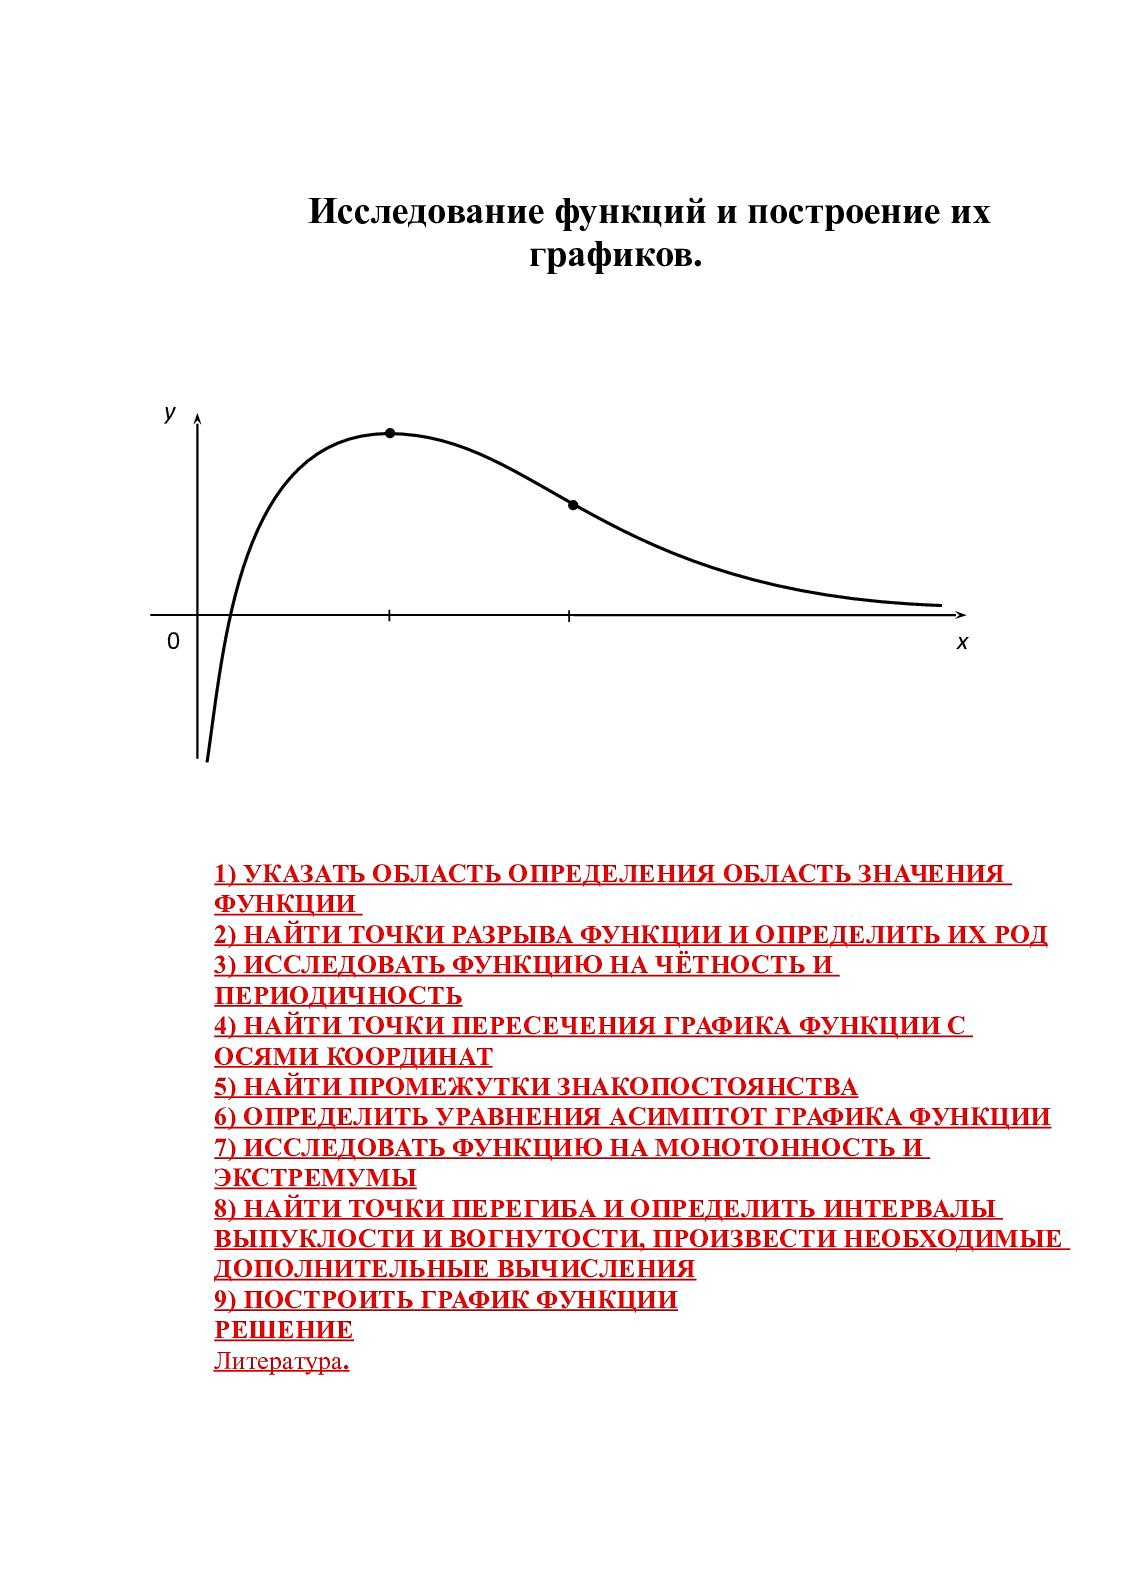 Исследование функций и построение их
графиков.
y
0
x
1) УКАЗАТЬ ОБЛАСТЬ ОПРЕДЕЛЕНИЯ ОБЛАСТЬ ЗНАЧЕНИЯ
ФУНКЦИИ
2) НАЙТИ ТОЧКИ РАЗРЫВА ФУНКЦИИ И ОПРЕДЕЛИТЬ ИХ РОД
3) ИССЛЕДОВАТЬ ФУНКЦИЮ НА ЧЁТНОСТЬ И
ПЕРИОДИЧНОСТЬ
4) НАЙТИ ТОЧКИ ПЕРЕСЕЧЕНИЯ ГРАФИКА ФУНКЦИИ С
ОСЯМИ КООРДИНАТ
5) НАЙТИ ПРОМЕЖУТКИ ЗНАКОПОСТОЯНСТВА
6) ОПРЕДЕЛИТЬ УРАВНЕНИЯ АСИМПТОТ ГРАФИКА ФУНКЦИИ
7) ИССЛЕДОВАТЬ ФУНКЦИЮ НА МОНОТОННОСТЬ И
ЭКСТРЕМУМЫ
8) НАЙТИ ТОЧКИ ПЕРЕГИБА И ОПРЕДЕЛИТЬ ИНТЕРВАЛЫ
ВЫПУКЛОСТИ И ВОГНУТОСТИ, ПРОИЗВЕСТИ НЕОБХОДИМЫЕ
ДОПОЛНИТЕЛЬНЫЕ ВЫЧИСЛЕНИЯ
9) ПОСТРОИТЬ ГРАФИК ФУНКЦИИ
РЕШЕНИЕ
Литература.